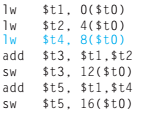 lw $t1, 0($t0)
lw $t2, 4($t0)
lw $t4, 8($t0)
add $t3, $t1,$t2
sw $t3, 12($t0)
add $t5, $t1,$t4
sw $t5, 16($t0)